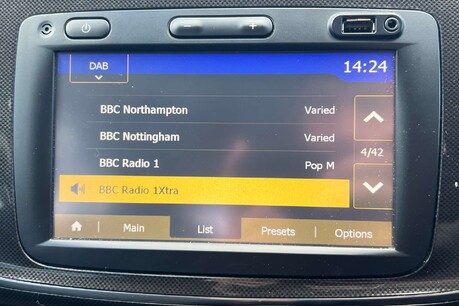 DAB
14:24
BBC Northampton Varied
BBC Nottingham Varied
BBC Radio 1 Pop M
4/42
BBC Radio 1Xtra
Main List Presets Options